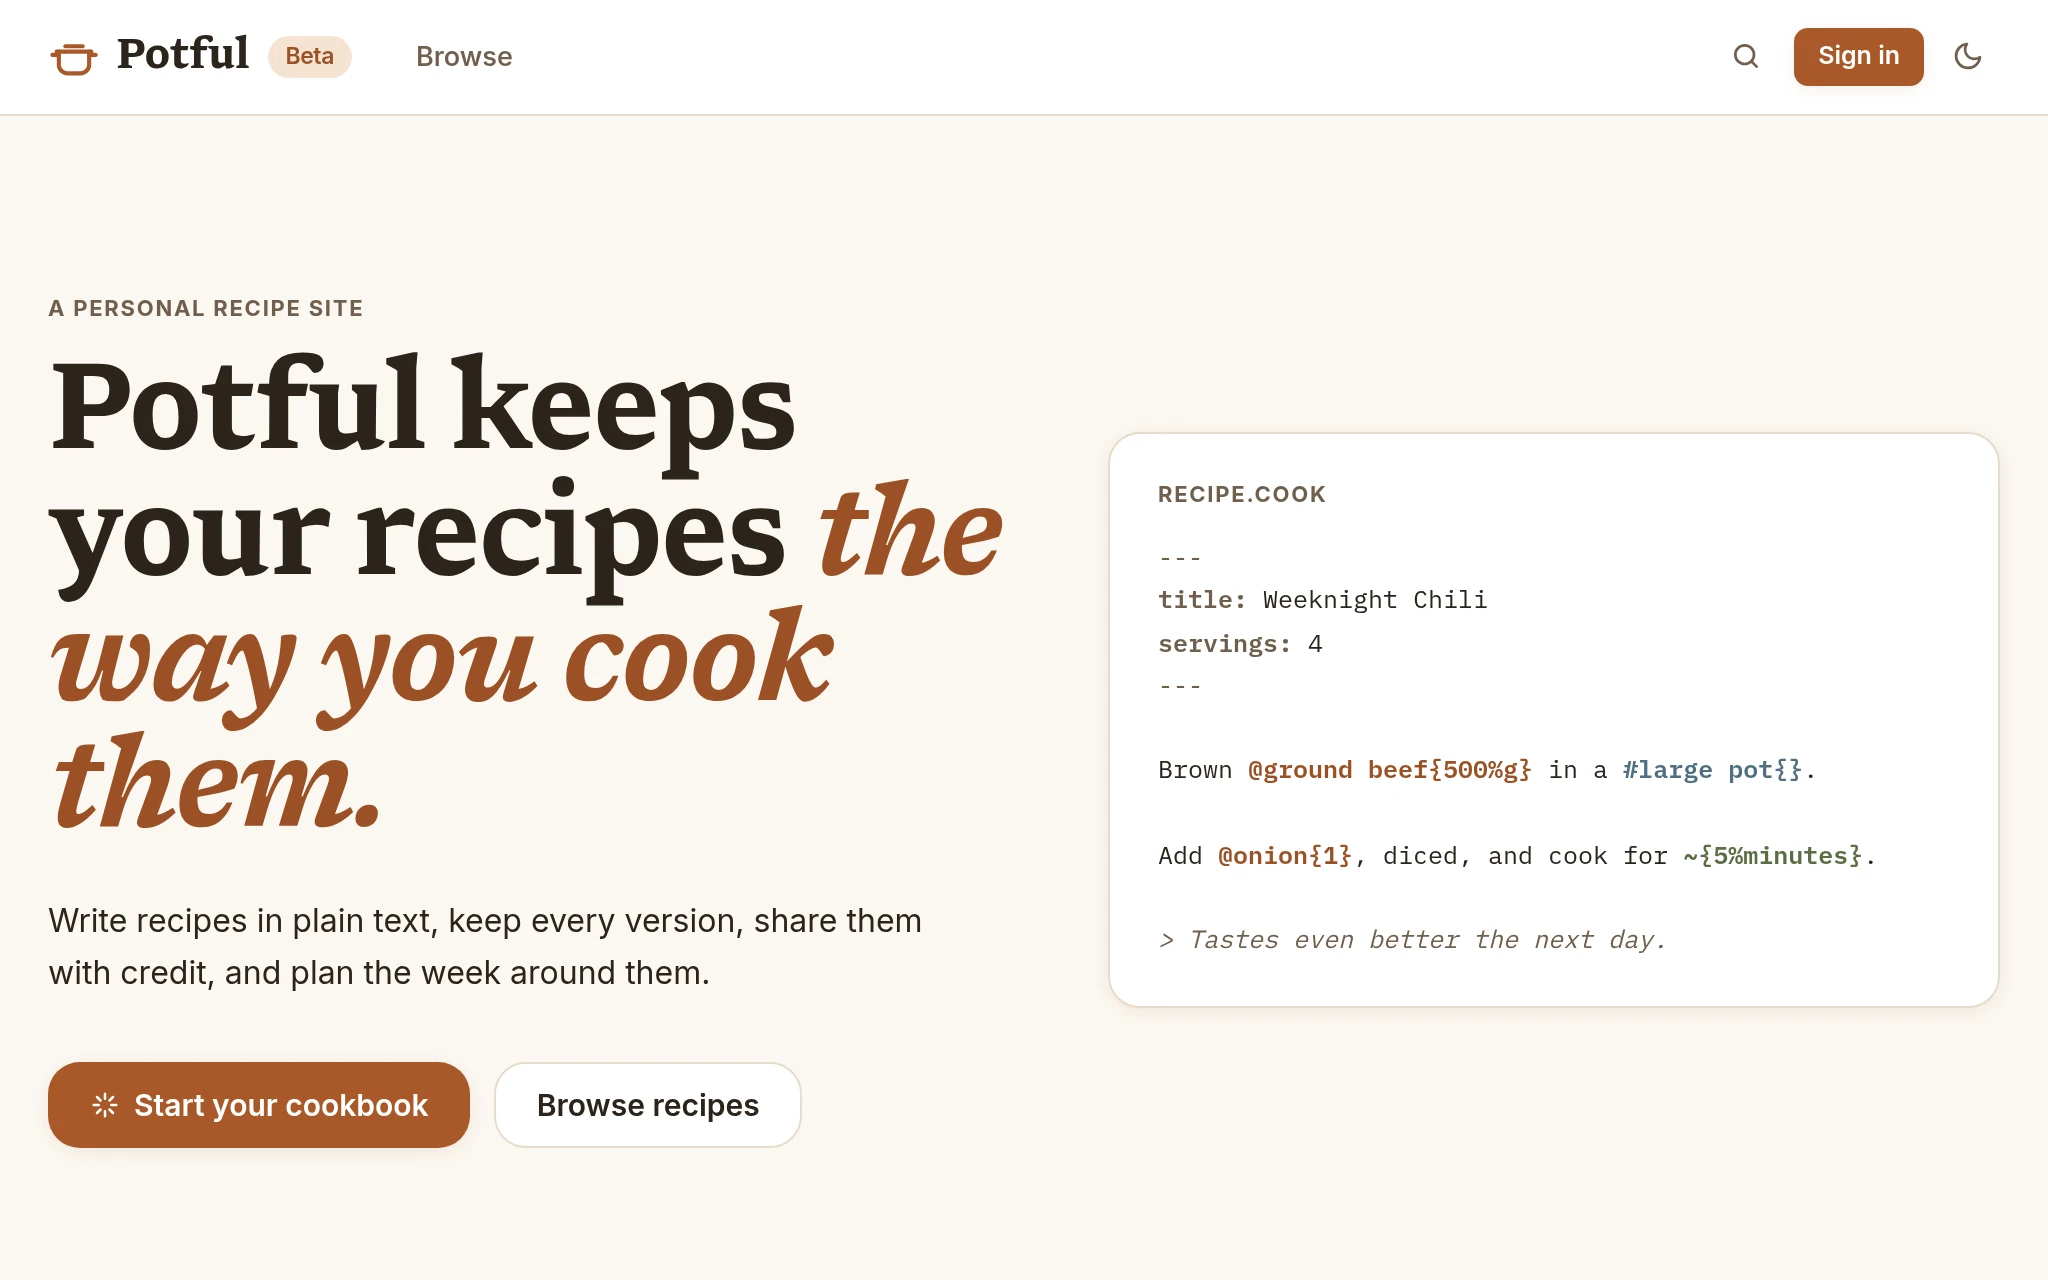 Potful
Beta
Browse
Sign in
A PERSONAL RECIPE SITE
Potful keeps
your recipes the
way you cook
them.
Write recipes in plain text, keep every version, share them
with credit, and plan the week around them.
Start your cookbook
Browse recipes
RECIPE.COOK
---
title: Weeknight Chili
servings: 4
---
Brown @ground beef{500%g} in a #large pot{}.
Add @onion{1}, diced, and cook for ~{5%minutes}.
> Tastes even better the next day.